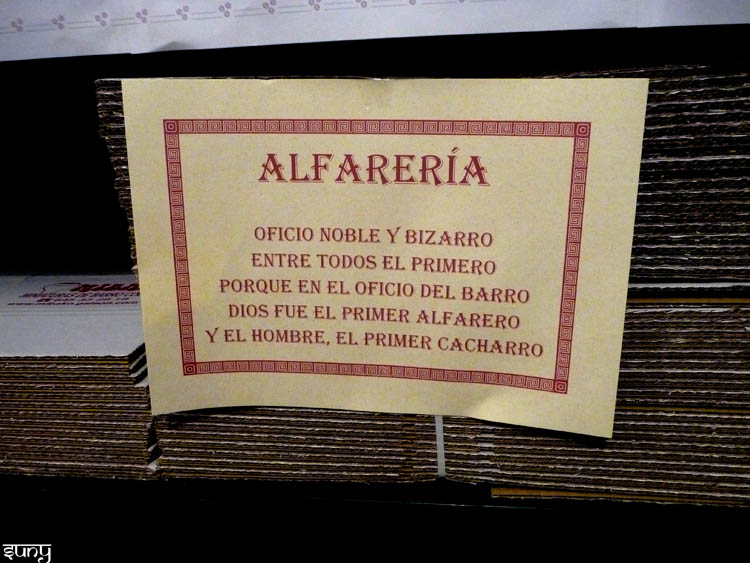 ALFARERÍA
OFICIO NOBLE Y BIZARRO
ENTRE TODOS EL PRIMERO
PORQUE EN EL OFICIO DEL BARRO
DIOS FUE EL PRIMER ALFARERO
Y EL HOMBRE, EL PRIMER CACHARRO
SUNY